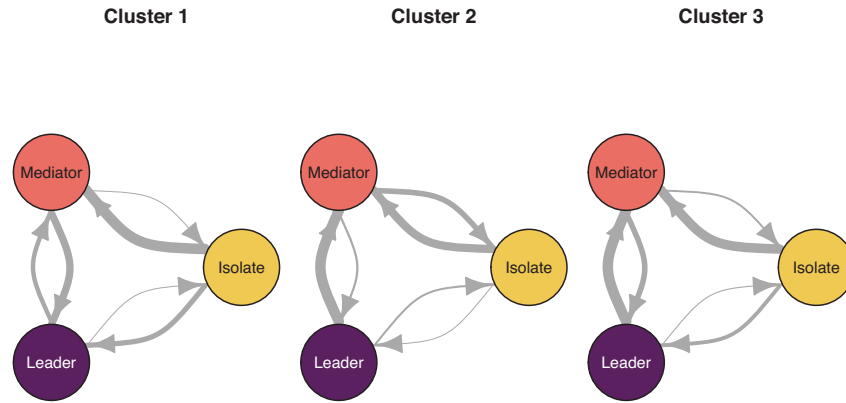 Cluster 1
Cluster 2
Cluster 3
Mediator
Mediator
Mediator
Isolate
Isolate
Isolate
Leader
Leader
Leader